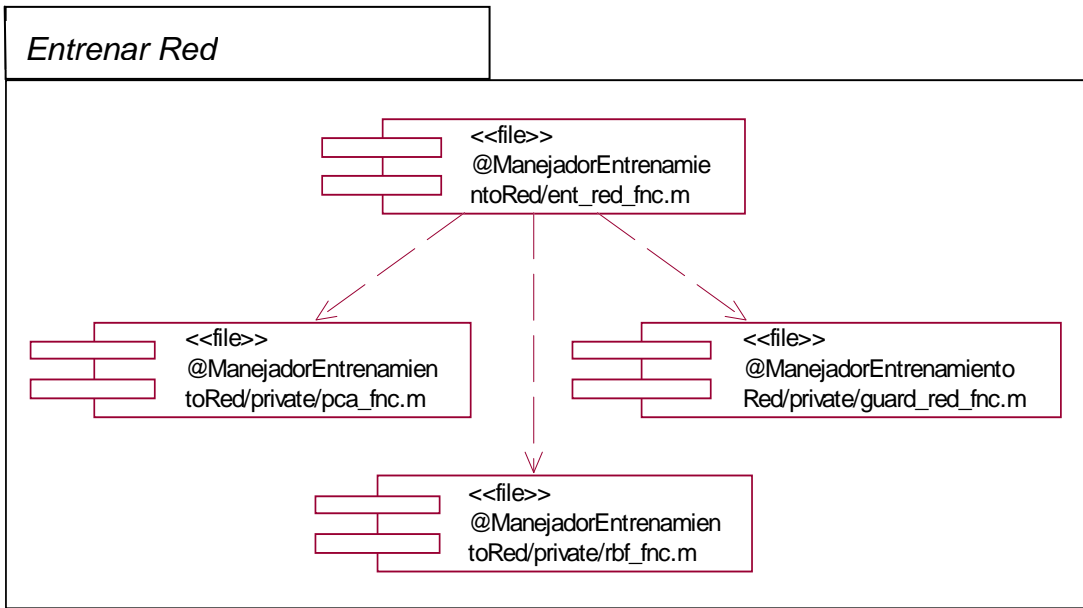 Entrenar Red
<<file>>
@ManejadorEntrenamie
ntoRed/ent_red_fnc.m
<<file>>
@ManejadorEntrenamien
toRed/private/pca_fnc.m
<<file>>
@ManejadorEntrenamiento
Red/private/guard_red_fnc.m
<<file>>
@ManejadorEntrenamien
toRed/private/rbf_fnc.m